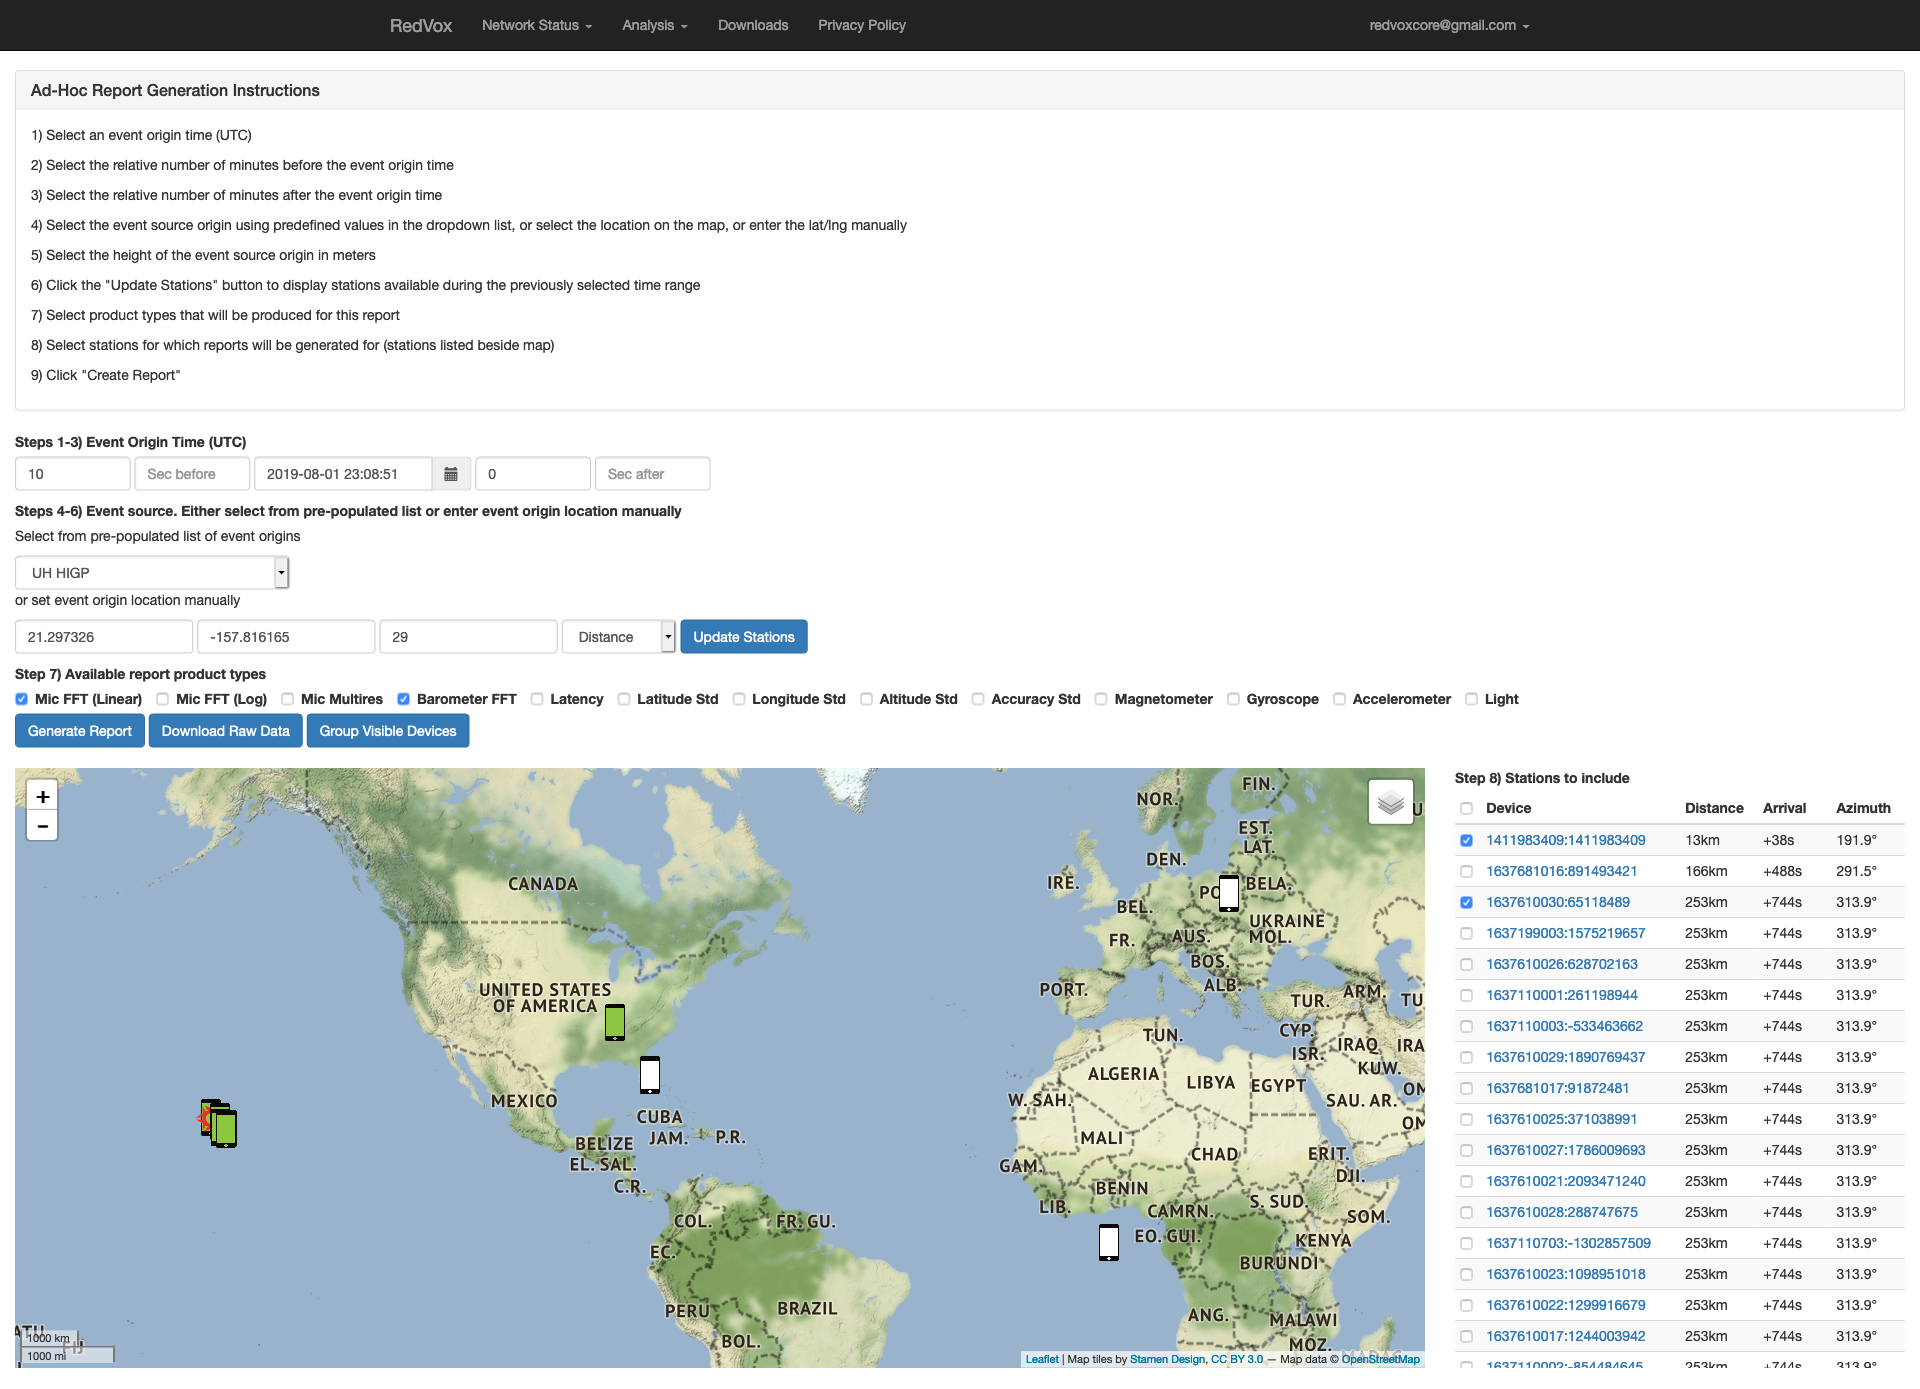 RedVox Network Status Analysis Downloads Privacy Policy redvoxcore@gmail.com
Ad-Hoc Report Generation Instructions
1) Select an event origin time (UTC)
2) Select the relative number of minutes before the event origin time
3) Select the relative number of minutes after the event origin time
4) Select the event source origin using predefined values in the dropdown list, or select the location on the map, or enter the lat/lng manually
5) Select the height of the event source origin in meters
6) Click the "Update Stations" button to display stations available during the previously selected time range
7) Select product types that will be produced for this report
8) Select stations for which reports will be generated for (stations listed beside map)
9) Click "Create Report"
Steps 1-3) Event Origin Time (UTC)
10 Sec before 2019-08-01 23:08:51 0 Sec after
Steps 4-6) Event source. Either select from pre-populated list or enter event origin location manually
Select from pre-populated list of event origins
UH HIGP
or set event origin location manually
21.297326 -157.816165 29 Distance Update Stations
Step 7) Available report product types
Mic FFT (Linear) Mic FFT (Log) Mic Multires Barometer FFT Latency Latitude Std Longitude Std Altitude Std Accuracy Std Magnetometer Gyroscope Accelerometer Light
Generate Report Download Raw Data Group Visible Devices
+
−
NOR.
FIN.
EST.
LAT.
DEN.
IRE.
BELA.
BEL.
UKRAINE
MOL.
FR.
AUS.
BOS.
ALB.
PORT.
TUR.
ARM.
CANADA
UNITED STATES
OF AMERICA
MEXICO
CUBA
JAM.
P.R.
BELIZE
EL. SAL.
C.R.
TUN.
CYP.
ISR.
IRAQ
KUW.
ALGERIA
LIBYA
EGYPT
W. SAH.
SAU. AR.
MALI
CHAD
ERIT.
DJI.
GAM.
BENIN
LIB.
CAMRN.
S. SUD.
SOM.
EO. GUI.
KENYA
BURUNDI
COL.
FR. GU.
EC.
PERU
BRAZIL
BOL.
ANG.
MALAWI
MOZ.
1000 km
1000 mi
Leaflet | Map tiles by Stamen Design, CC BY 3.0 — Map data © OpenStreetMap
Step 8) Stations to include
Device Distance Arrival Azimuth
1411983409:1411983409 13km +38s 191.9°
1637681016:891493421 166km +488s 291.5°
1637610030:65118489 253km +744s 313.9°
1637199003:1575219657 253km +744s 313.9°
1637610026:628702163 253km +744s 313.9°
1637110001:261198944 253km +744s 313.9°
1637110003:-533463662 253km +744s 313.9°
1637610029:1890769437 253km +744s 313.9°
1637681017:91872481 253km +744s 313.9°
1637610025:371038991 253km +744s 313.9°
1637610027:1786009693 253km +744s 313.9°
1637610021:2093471240 253km +744s 313.9°
1637610028:288747675 253km +744s 313.9°
1637110703:-1302857509 253km +744s 313.9°
1637610023:1098951018 253km +744s 313.9°
1637610022:1299916679 253km +744s 313.9°
1637610017:1244003942 253km +744s 313.9°
1637110002:-854484645 253km +744s 313.9°